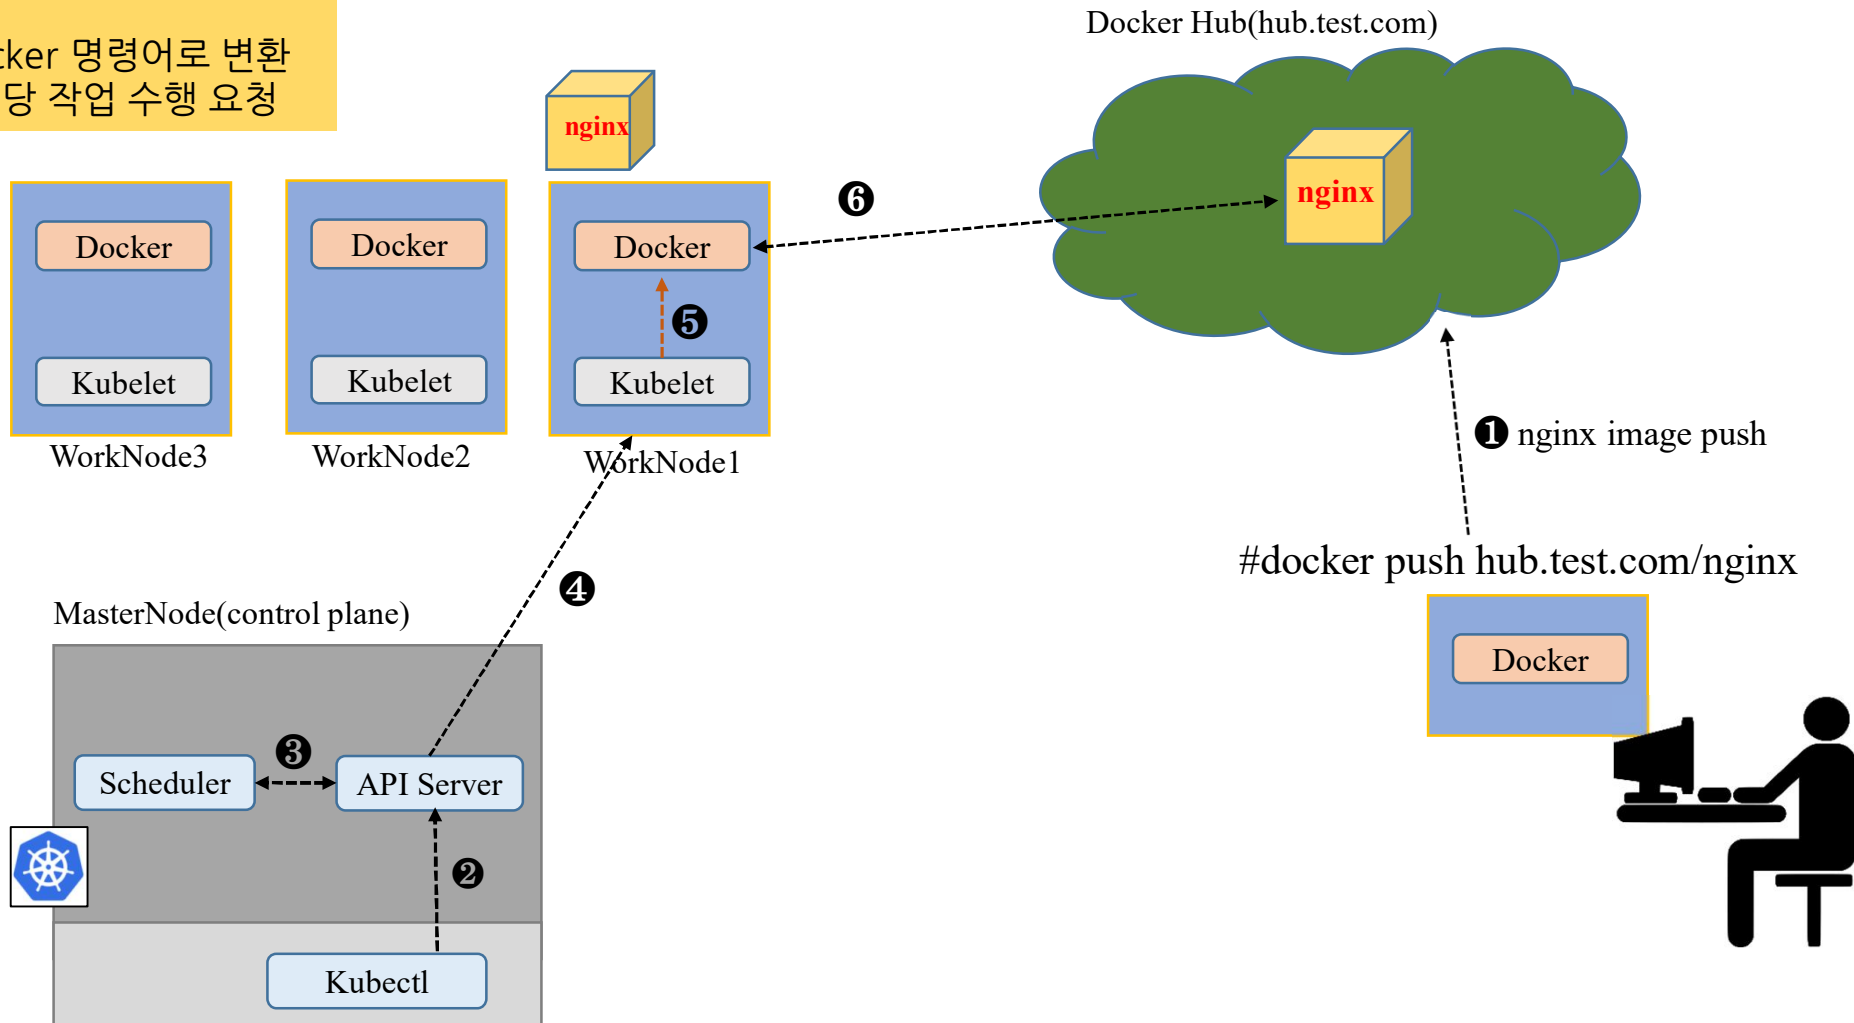 Docker Hub(hub.test.com)
명령어로 변환
작업 수행 요청
nginx
nginx
❻
Docker
Docker
Docker
❺
Kubelet
Kubelet
Kubelet
WorkNode3
WorkNode2
WorkNode1
❶ nginx image push
#docker push hub.test.com/nginx
❹
MasterNode(control plane)
Docker
❸
Scheduler
API Server
❷
Kubectl